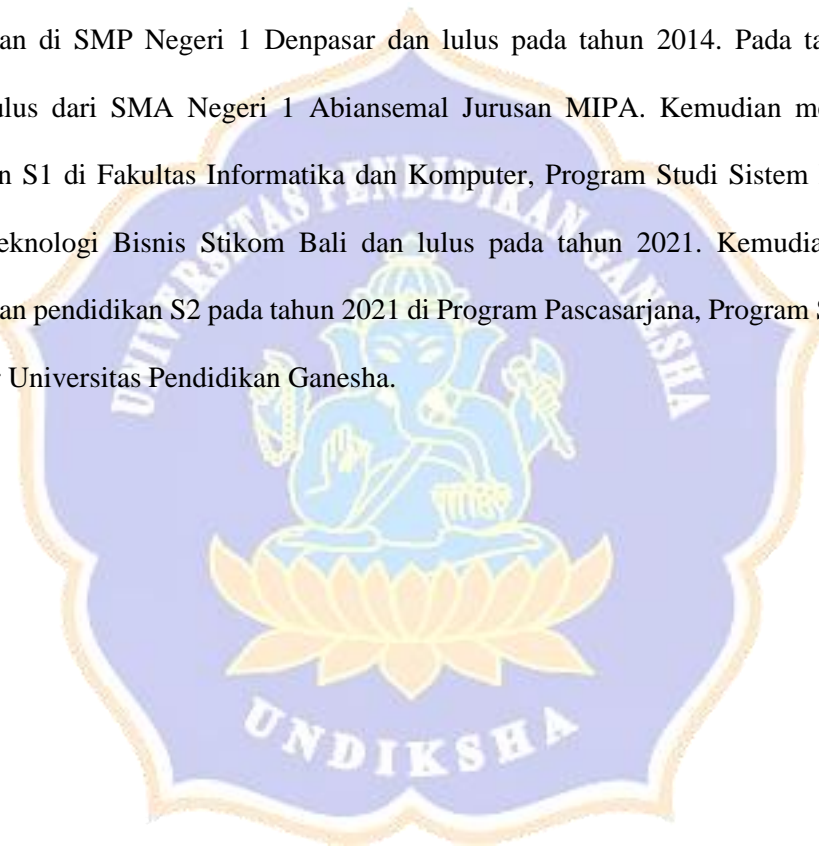 an di SMP Negeri 1 Denpasar dan lulus pada tahun 2014. Pada ta
ulus dari SMA Negeri 1 Abiansemal Jurusan MIPA. Kemudian me
n S1 di Fakultas Informatika dan Komputer, Program Studi Sistem
eknologi Bisnis Stikom Bali dan lulus pada tahun 2021. Kemudia
an pendidikan S2 pada tahun 2021 di Program Pascasarjana, Program S
Universitas Pendidikan Ganesha.
UNIVERSITAS PENDIDIKAN GANESHA
UNDIKSHA